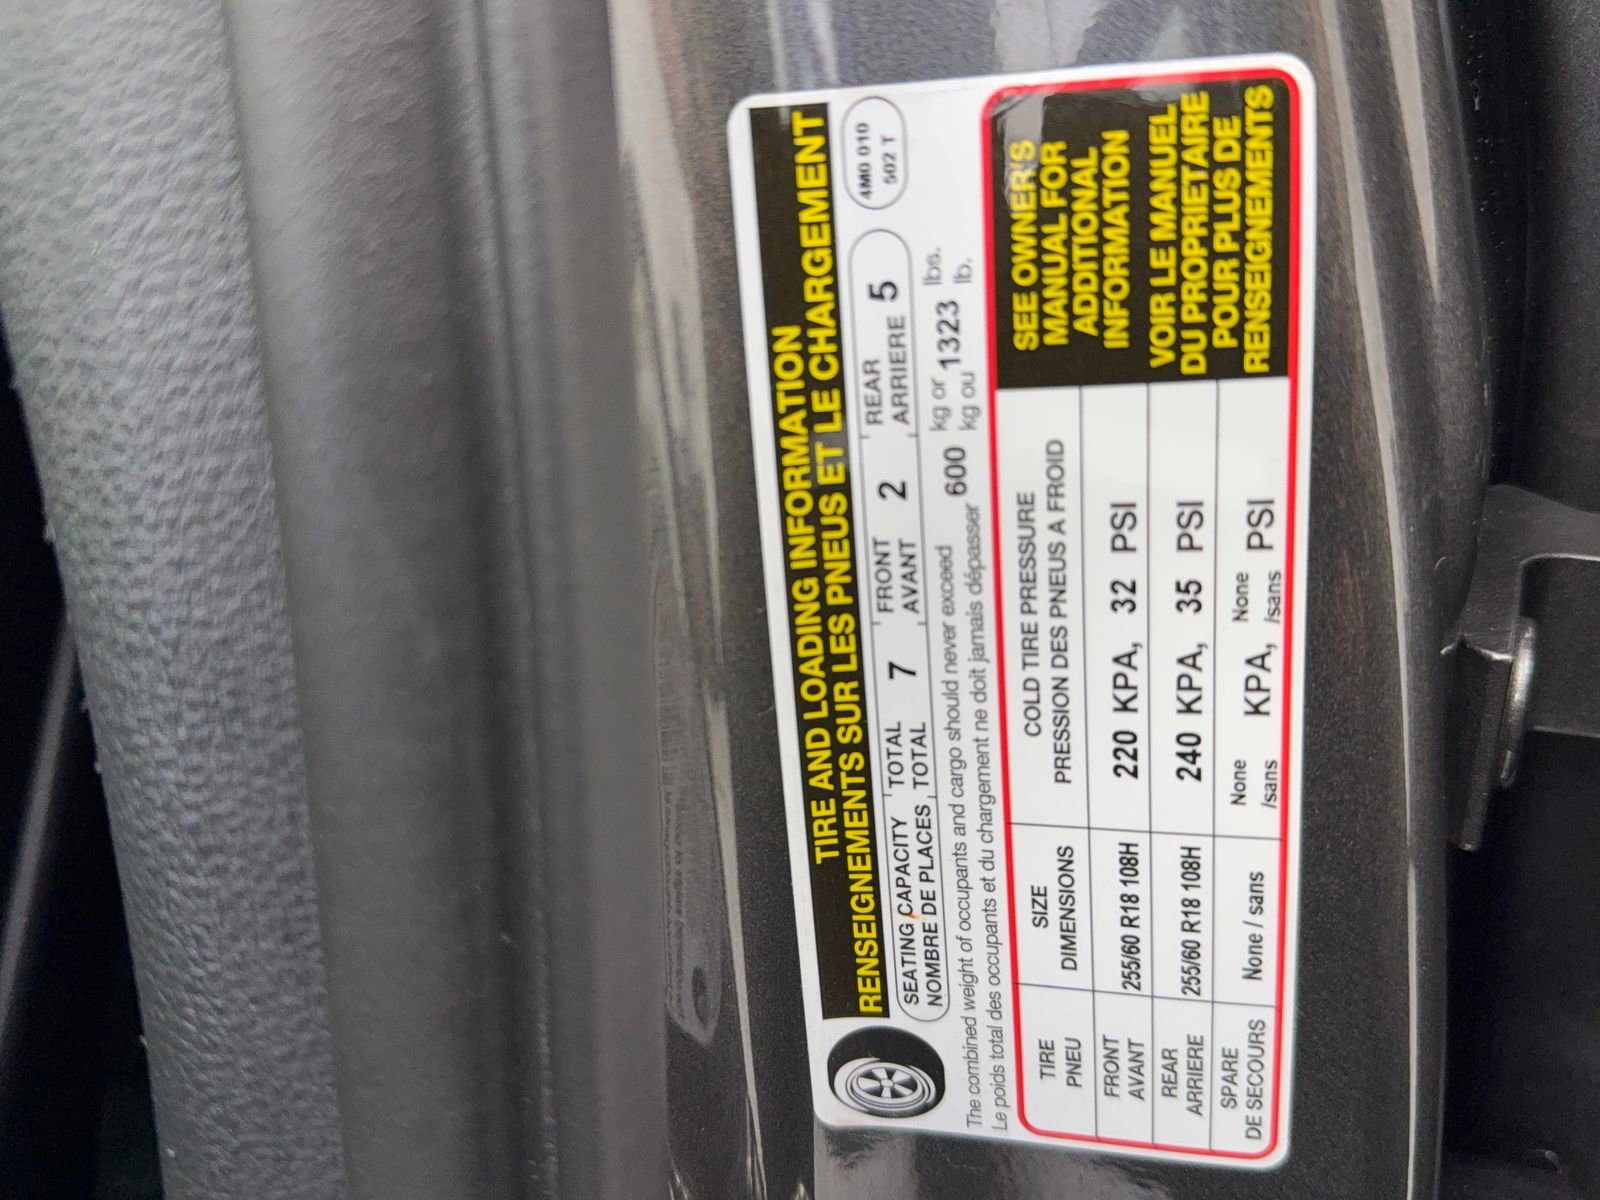 TIRE AND LOADING INFORMATION
RENSEIGNEMENTS SUR LES PNEUS ET LE CHARGEMENT
SEATING CAPACITY TOTAL 7 FRONT 2 REAR 5
NOMBRE DE PLACES TOTAL AVANT ARRIERE
4M0 010
502 T
The combined weight of occupants and cargo should never exceed 600 kg or 1323 lbs.
Le poids total des occupants et du chargement ne doit jamais dépasser kg ou lb.
TIRE SIZE COLD TIRE PRESSURE
PNEU DIMENSIONS PRESSION DES PNEUS A FROID
FRONT
AVANT 255/60 R18 108H 220 KPA, 32 PSI
REAR
ARRIERE 255/60 R18 108H 240 KPA, 35 PSI
SPARE None None
DE SECOURS None / sans /sans KPA, /sans PSI
SEE OWNER'S
MANUAL FOR
ADDITIONAL
INFORMATION
VOIR LE MANUEL
DU PROPRIETAIRE
POUR PLUS DE
RENSEIGNEMENTS